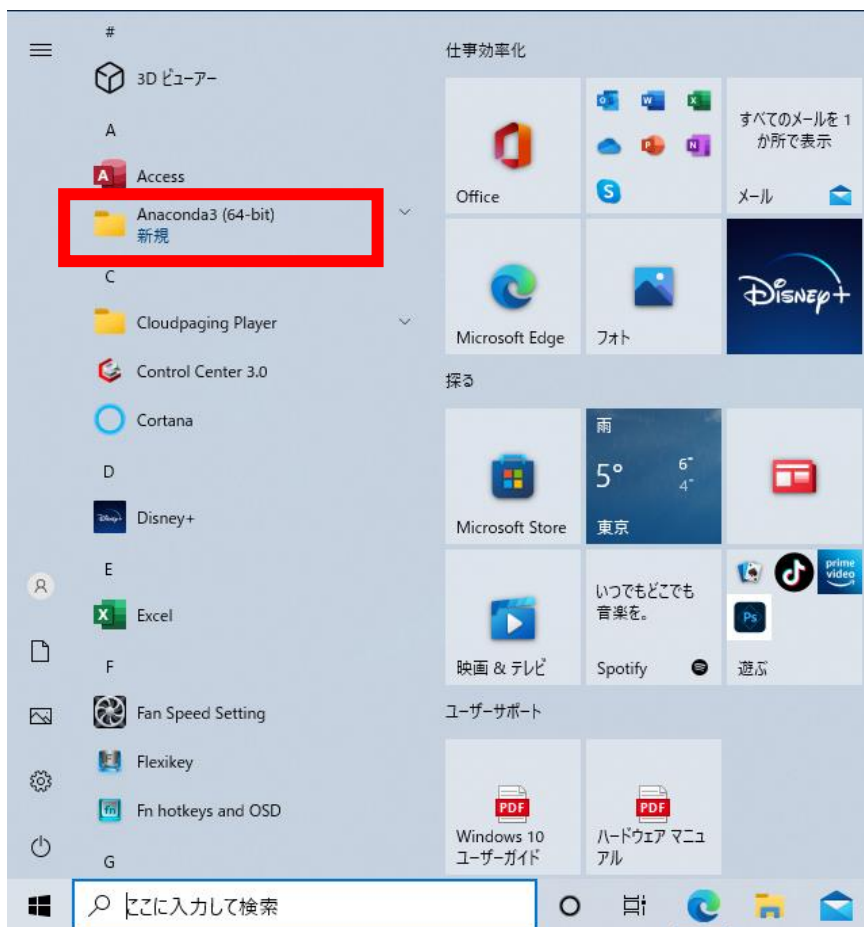 #
3D ビューアー
A
Access
Anaconda3 (64-bit)
新規
C
Cloudpaging Player
Control Center 3.0
Cortana
D
Disney+
E
Excel
F
Fan Speed Setting
Flexikey
Fn hotkeys and OSD
G
仕事効率化
Office
すべてのメールを 1
か所で表示
メール
Microsoft Edge
フォト
Disney+
探る
Microsoft Store
雨
5°
6°
4°
東京
映画 & テレビ
いつでもどこでも
音楽を。
Spotify
prime
video
Ps
遊ぶ
ユーザーサポート
PDF
Windows 10
ユーザーガイド
PDF
ハードウェア マニュ
アル
ここに入力して検索